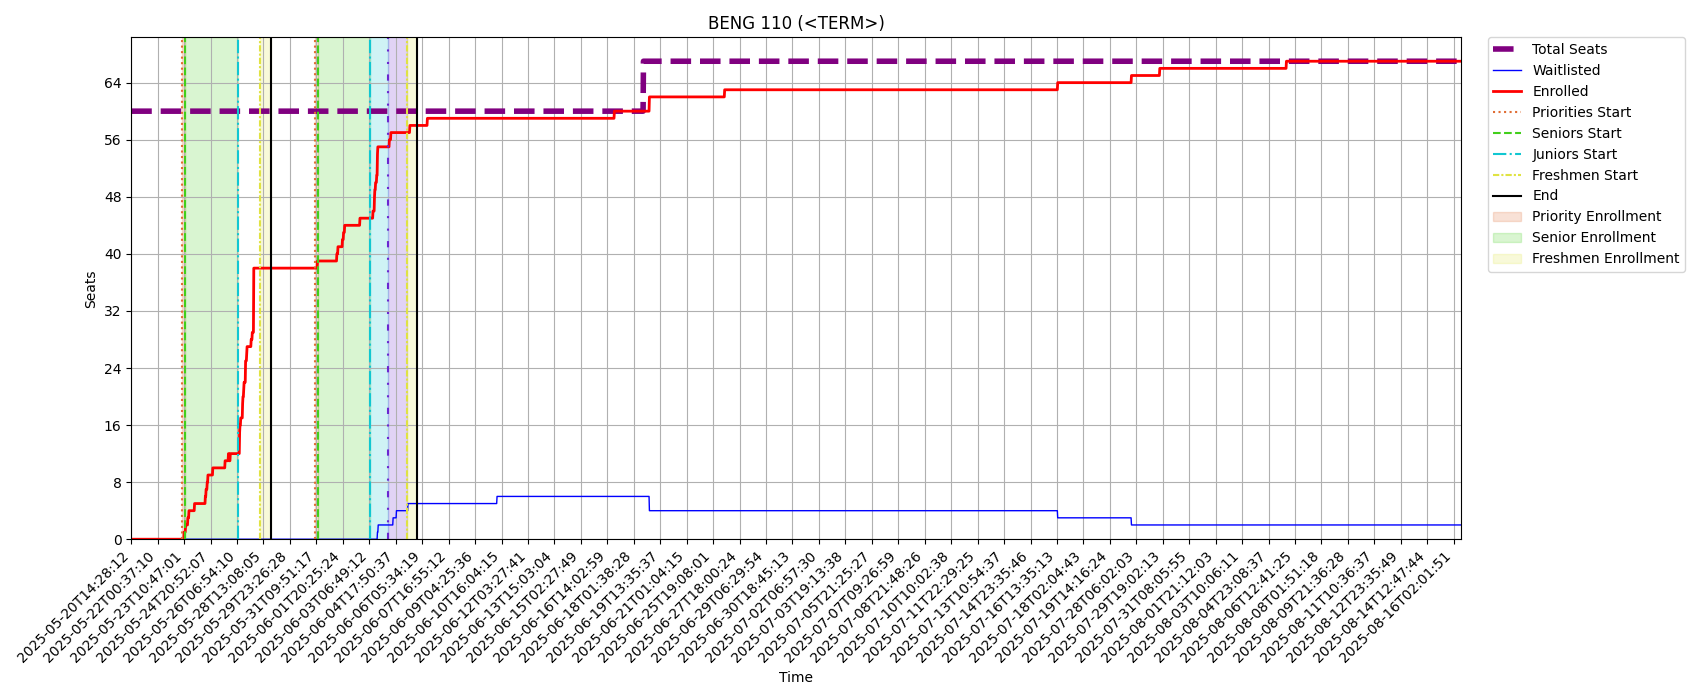 BENG 110 (<TERM>)
Total Seats
Waitlisted
Enrolled
Priorities Start
Seniors Start
Juniors Start
Freshmen Start
End
Priority Enrollment
Senior Enrollment
Freshmen Enrollment
Seats
64
56
48
40
32
24
16
8
0
2025-05-20T14:28:12
2025-05-22T00:37:10
2025-05-23T10:47:01
2025-05-24T20:52:07
2025-05-26T06:54:10
2025-05-28T13:08:05
2025-05-29T23:26:28
2025-05-31T09:51:17
2025-06-01T20:25:24
2025-06-03T06:49:12
2025-06-04T17:50:37
2025-06-06T05:34:19
2025-06-07T16:55:12
2025-06-09T04:25:36
2025-06-10T16:04:15
2025-06-12T03:27:41
2025-06-13T15:03:04
2025-06-15T02:27:49
2025-06-16T14:02:59
2025-06-18T01:38:28
2025-06-19T13:35:37
2025-06-21T01:04:15
2025-06-25T19:08:01
2025-06-27T18:00:24
2025-06-29T06:29:54
2025-06-30T18:45:13
2025-07-02T06:57:30
2025-07-03T19:13:38
2025-07-05T21:25:27
2025-07-07T09:26:59
2025-07-08T21:48:26
2025-07-10T10:02:38
2025-07-11T22:29:25
2025-07-13T10:54:37
2025-07-14T23:35:46
2025-07-16T13:35:13
2025-07-18T02:04:43
2025-07-19T14:16:24
2025-07-28T06:02:03
2025-07-29T19:02:13
2025-07-31T08:05:55
2025-08-01T21:12:03
2025-08-03T10:06:11
2025-08-04T23:08:37
2025-08-06T12:41:25
2025-08-08T01:51:18
2025-08-09T21:36:28
2025-08-11T10:36:37
2025-08-12T23:35:49
2025-08-14T12:47:44
2025-08-16T02:01:51
Time